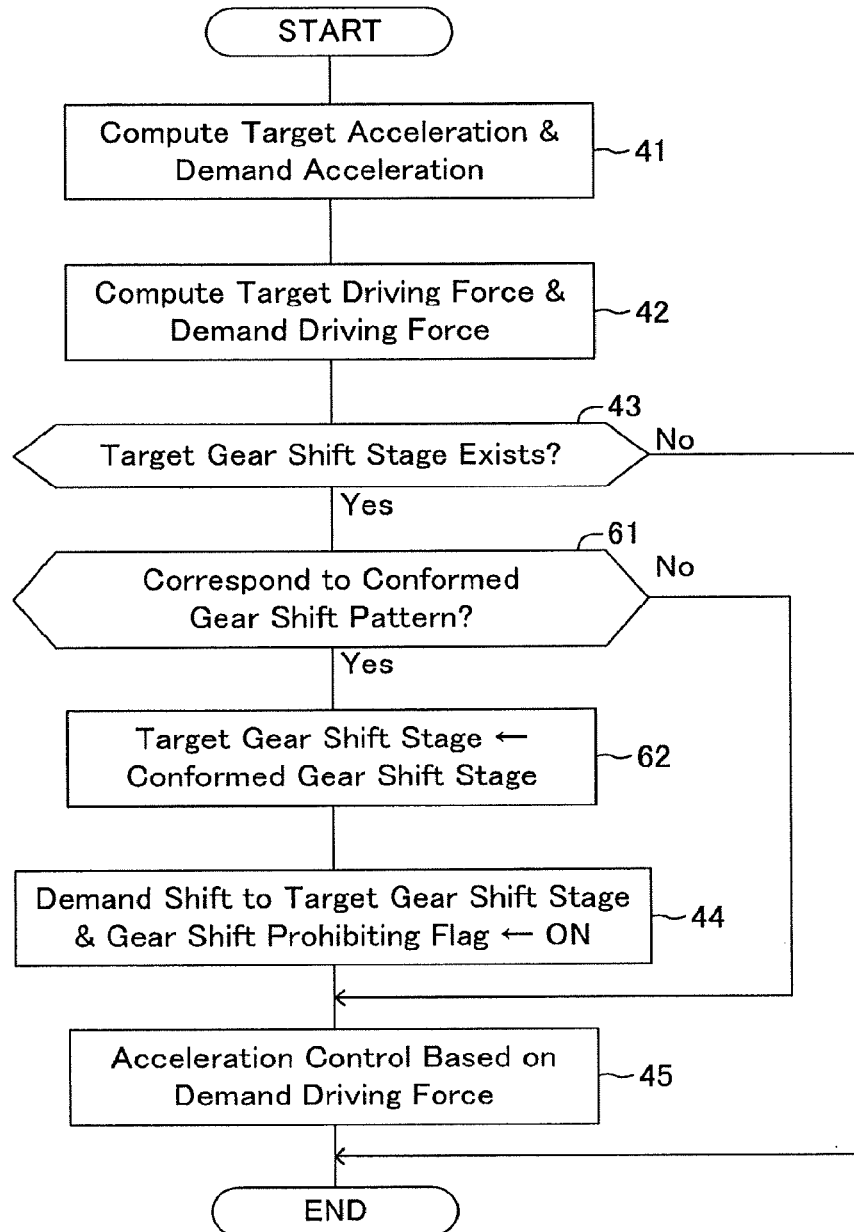 START
Compute Target Acceleration &
Demand Acceleration
41
Compute Target Driving Force &
Demand Driving Force
42
43
Target Gear Shift Stage Exists?
No
Yes
61
Correspond to Conformed
Gear Shift Pattern?
No
Yes
Target Gear Shift Stage ←
Conformed Gear Shift Stage
62
Demand Shift to Target Gear Shift Stage
& Gear Shift Prohibiting Flag ← ON
44
Acceleration Control Based on
Demand Driving Force
45
END